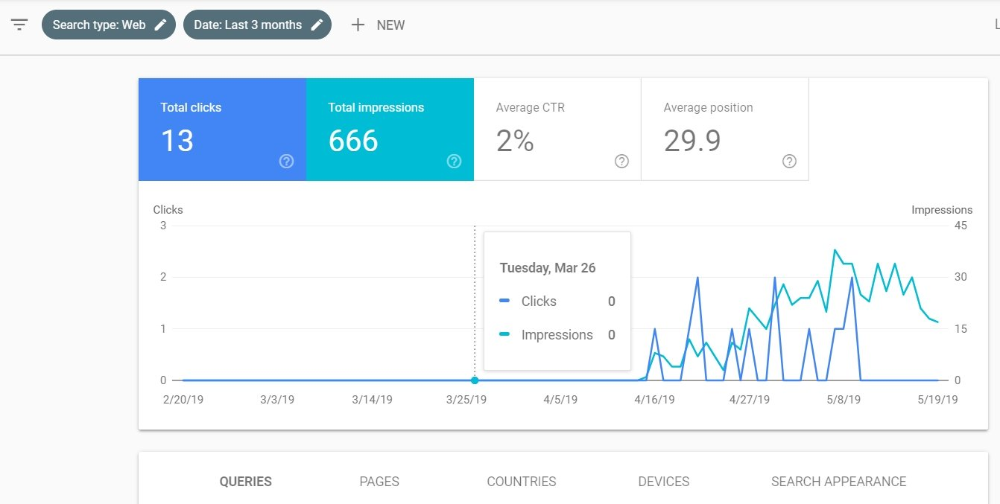 Search type: Web Date: Last 3 months NEW
Total clicks Total impressions Average CTR Average position
13 666 2% 29.9
Clicks Impressions
3 45
Tuesday, Mar 26
2 30
Clicks 0
1 15
Impressions 0
0 0
2/20/19 3/3/19 3/14/19 3/25/19 4/5/19 4/16/19 4/27/19 5/8/19 5/19/19
QUERIES PAGES COUNTRIES DEVICES SEARCH APPEARANCE